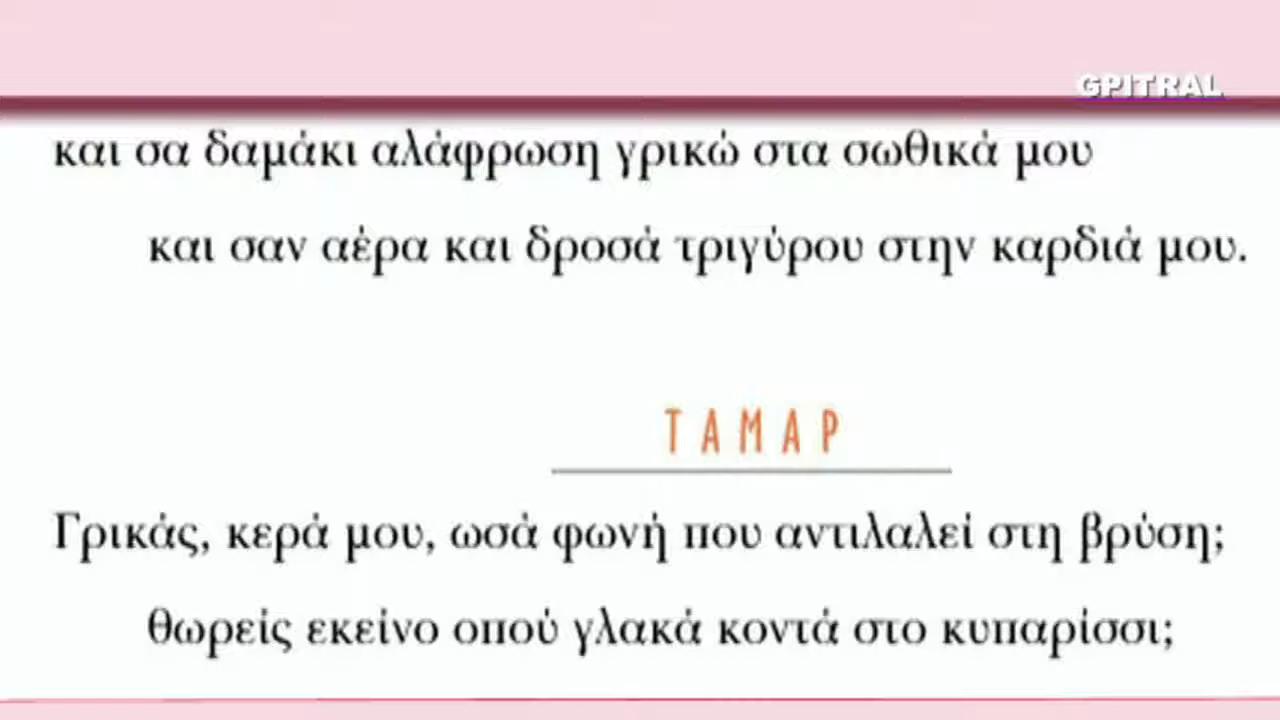 GPITRAL
και σα δαμάκι αλάφρωση γρικώ στα σωθικά μου
και σαν αέρα και δροσά τριγύρου στην καρδιά μου.
ΤΑΜΑΡ
Γρικάς, κερά μου, ωσά φωνή που αντιλαλεί στη βρύση;
θωρείς εκείνο οπού γλακά κοντά στο κυπαρίσσι;